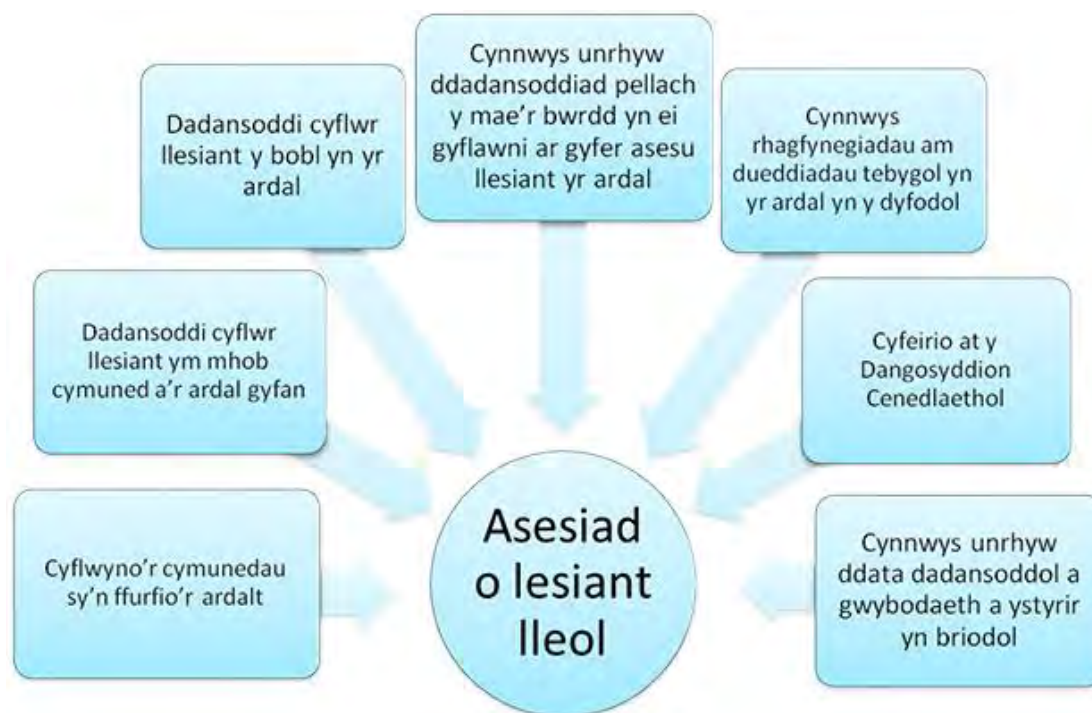 Cyflwyno'r cymunedau
sy'n ffurfio'r ardalt
Dadansoddi cyflwr
llesiant ym mhob
cymuned a'r ardal gyfan
Dadansoddi cyflwr
llesiant y bobl yn yr
ardal
Cynnwys unrhyw
ddadansoddiad pellach
y mae'r bwrdd yn ei
gyflawni ar gyfer asesu
llesiant yr ardal
Cynnwys
rhagfynegiadau am
dueddiadau tebygol yn
yr ardal yn y dyfodol
Cyfeirio at y
Dangosyddion
Cenedlaethol
Cynnwys unrhyw
ddata dadansoddol a
gwybodaeth a ystyrir
yn briodol
Asesiad
o lesiant
lleol